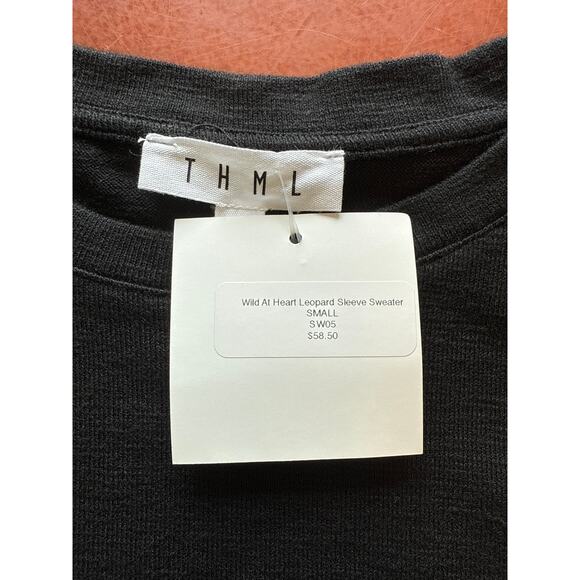 THML
Wild At Heart Leopard Sleeve Sweater
SMALL
SW05
$58.50